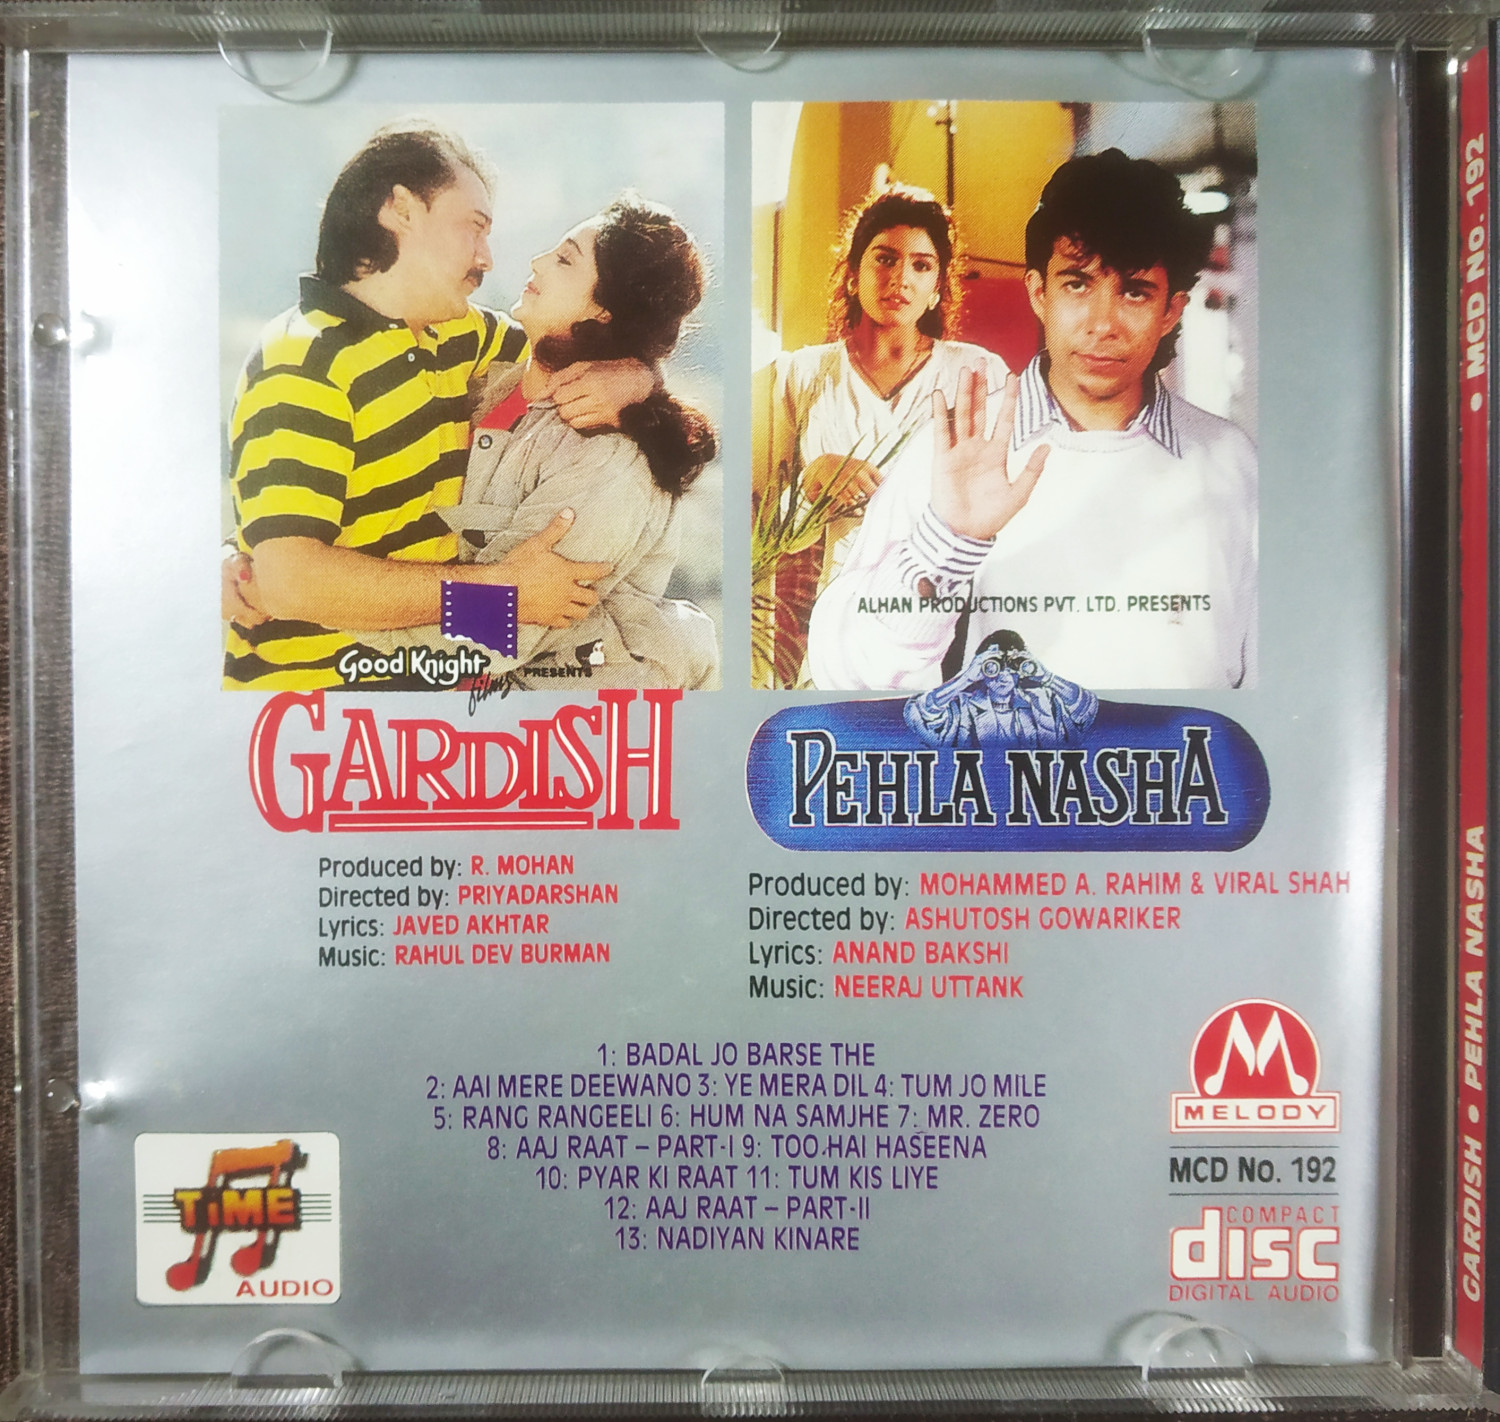 Good Knight
films PRESENTS
GARDISH
Produced by: R. MOHAN
Directed by: PRIYADARSHAN
Lyrics: JAVED AKHTAR
Music: RAHUL DEV BURMAN
ALHAN PRODUCTIONS PVT. LTD. PRESENTS
PEHLA NASHA
Produced by: MOHAMMED A. RAHIM & VIRAL SHAH
Directed by: ASHUTOSH GOWARIKER
Lyrics: ANAND BAKSHI
Music: NEERAJ UTTANK
1: BADAL JO BARSE THE
2: AAI MERE DEEWANO 3: YE MERA DIL 4: TUM JO MILE
5: RANG RANGEELI 6: HUM NA SAMJHE 7: MR. ZERO
8: AAJ RAAT – PART-I 9: TOO HAI HASEENA
10: PYAR KI RAAT 11: TUM KIS LIYE
12: AAJ RAAT – PART-II
13: NADIYAN KINARE
TiME
AUDIO
MELODY
MCD No. 192
COMPACT
disc
DIGITAL AUDIO
GARDISH • PEHLA NASHA • MCD No. 192